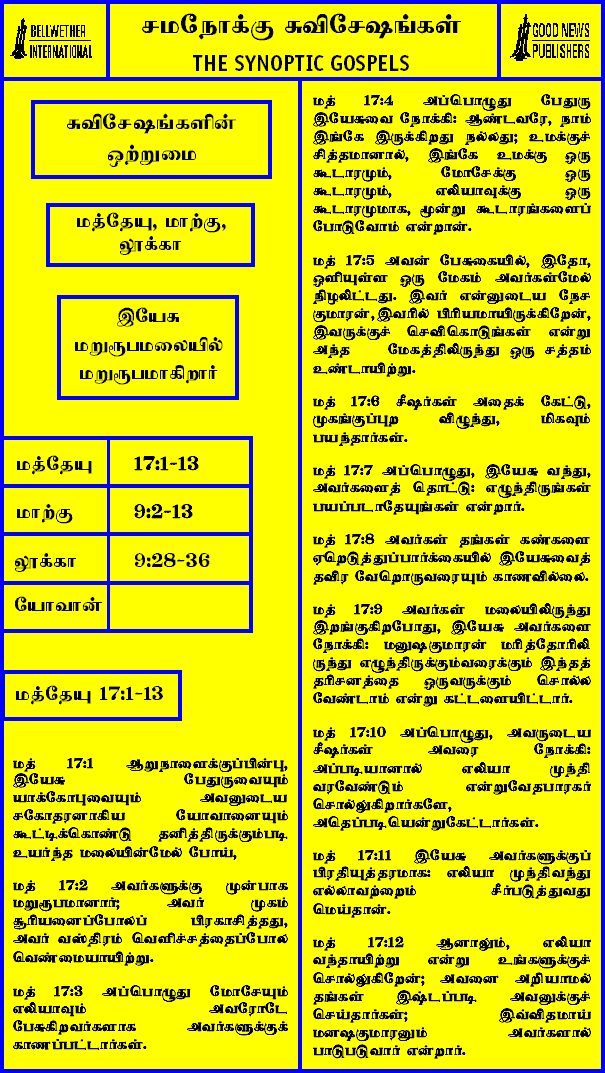 BELLWETHER
INTERNATIONAL
சமநோக்கு சுவிசேஷங்கள்
THE SYNOPTIC GOSPELS
GOOD NEWS
PUBLISHERS
சுவிசேஷங்களின்
ஒற்றுமை
மத்தேயு, மாற்கு,
லூக்கா
இயேசு
மறுரூபமலையில்
மறுரூபமாகிறார்
மத்தேயு 17:1-13
மாற்கு 9:2-13
லூக்கா 9:28-36
யோவான்
மத்தேயு 17:1-13
மத் 17:1 ஆறுநாளைக்குப்பின்பு,
இயேசு பேதுருவையும்
யாக்கோபுவையும் அவனுடைய
சகோதரனாகிய யோவானையும்
கூட்டிக்கொண்டு தனித்திருக்கும்படி
உயர்ந்த மலையின்மேல் போய்,
மத் 17:2 அவர்களுக்கு முன்பாக
மறுரூபமானார்; அவர் முகம்
சூரியனைப்போலப் பிரகாசித்தது,
அவர் வஸ்திரம் வெளிச்சத்தைப்போல
வெண்மையாயிற்று.
மத் 17:3 அப்பொழுது மோசேயும்
எலியாவும் அவரோடே
பேசுகிறவர்களாக அவர்களுக்குக்
காணப்பட்டார்கள்.
மத் 17:4 அப்பொழுது பேதுரு
இயேசுவை நோக்கி: ஆண்டவரே, நாம்
இங்கே இருக்கிறது நல்லது; உமக்குச்
சித்தமானால், இங்கே உமக்கு ஒரு
கூடாரமும், மோசேக்கு ஒரு
கூடாரமும், எலியாவுக்கு ஒரு
கூடாரமுமாக, மூன்று கூடாரங்களைப்
போடுவோம் என்றான்.
மத் 17:5 அவன் பேசுகையில், இதோ,
ஒளியுள்ள ஒரு மேகம் அவர்கள்மேல்
நிழலிட்டது. இவர் என்னுடைய நேச
குமாரன், இவரில் பிரியமாயிருக்கிறேன்,
இவருக்குச் செவிகொடுங்கள் என்று
அந்த மேகத்திலிருந்து ஒரு சத்தம்
உண்டாயிற்று.
மத் 17:6 சீஷர்கள் அதைக் கேட்டு,
முகங்குப்புற விழுந்து, மிகவும்
பயந்தார்கள்.
மத் 17:7 அப்பொழுது, இயேசு வந்து,
அவர்களைத் தொட்டு: எழுந்திருங்கள்
பயப்படாதேயுங்கள் என்றார்.
மத் 17:8 அவர்கள் தங்கள் கண்களை
ஏறெடுத்துப்பார்க்கையில் இயேசுவைத்
தவிர வேறொருவரையும் காணவில்லை.
மத் 17:9 அவர்கள் மலையிலிருந்து
இறங்குகிறபோது, இயேசு அவர்களை
நோக்கி: மனுஷகுமாரன் மரித்தோரிலி
ருந்து எழுந்திருக்கும்வரைக்கும் இந்தத்
தரிசனத்தை ஒருவருக்கும் சொல்ல
வேண்டாம் என்று கட்டளையிட்டார்.
மத் 17:10 அப்பொழுது, அவருடைய
சீஷர்கள் அவரை நோக்கி:
அப்படியானால் எலியா முந்தி
வரவேண்டும் என்றுவேதபாரகர்
சொல்லுகிறார்களே,
அதெப்படியென்றுகேட்டார்கள்.
மத் 17:11 இயேசு அவர்களுக்குப்
பிரதியுத்தரமாக: எலியா முந்திவந்து
எல்லாவற்றைம் சீர்படுத்துவது
மெய்தான்.
மத் 17:12 ஆனாலும், எலியா
வந்தாயிற்று என்று உங்களுக்குச்
சொல்லுகிறேன்; அவனை அறியாமல்
தங்கள் இஷ்டப்படி அவனுக்குச்
செய்தார்கள்; இவ்விதமாய்
மனஷகுமாரனும் அவர்களால்
பாடுபடுவார் என்றார்.